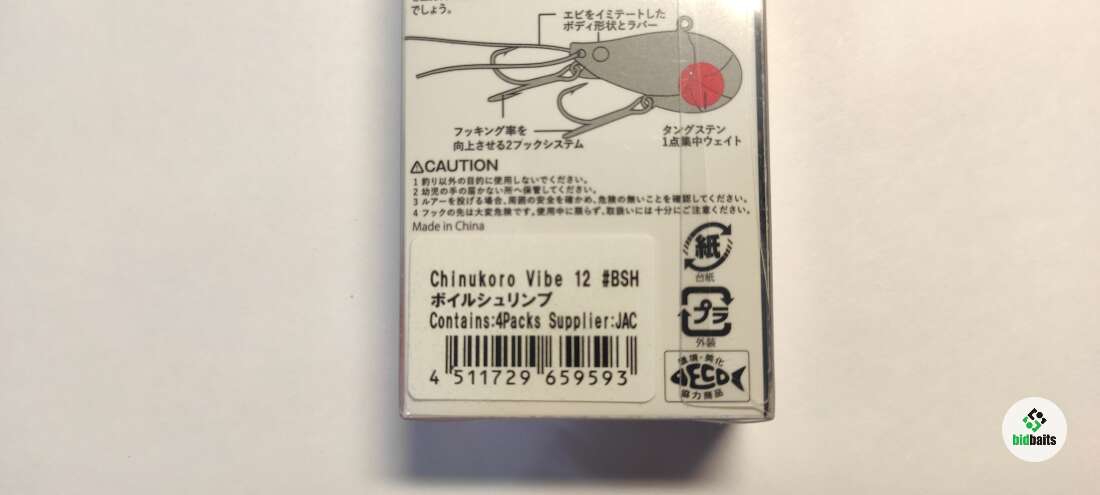 でしょう。
エビをイミテートした
ボディ形状とラバー
フッキング率を
向上させる2フックシステム
タングステン
1点集中ウェイト
⚠CAUTION
1 釣り以外の目的に使用しないでください。
2 幼児の手の届かない所へ保管してください。
3 ルアーを投げる場合、周囲の安全を確かめ、危険の無いことを確認してください。
4 フックの先は大変危険です。使用中に限らず、取扱いには十分にご注意ください。
Made in China
紙
台紙
プラ
外装
Chinukoro Vibe 12 #BSH
ボイルシュリンプ
Contains:4Packs Supplier:JAC
4 511729 659593
環境・美化
AECO
協力商品
bidbaits